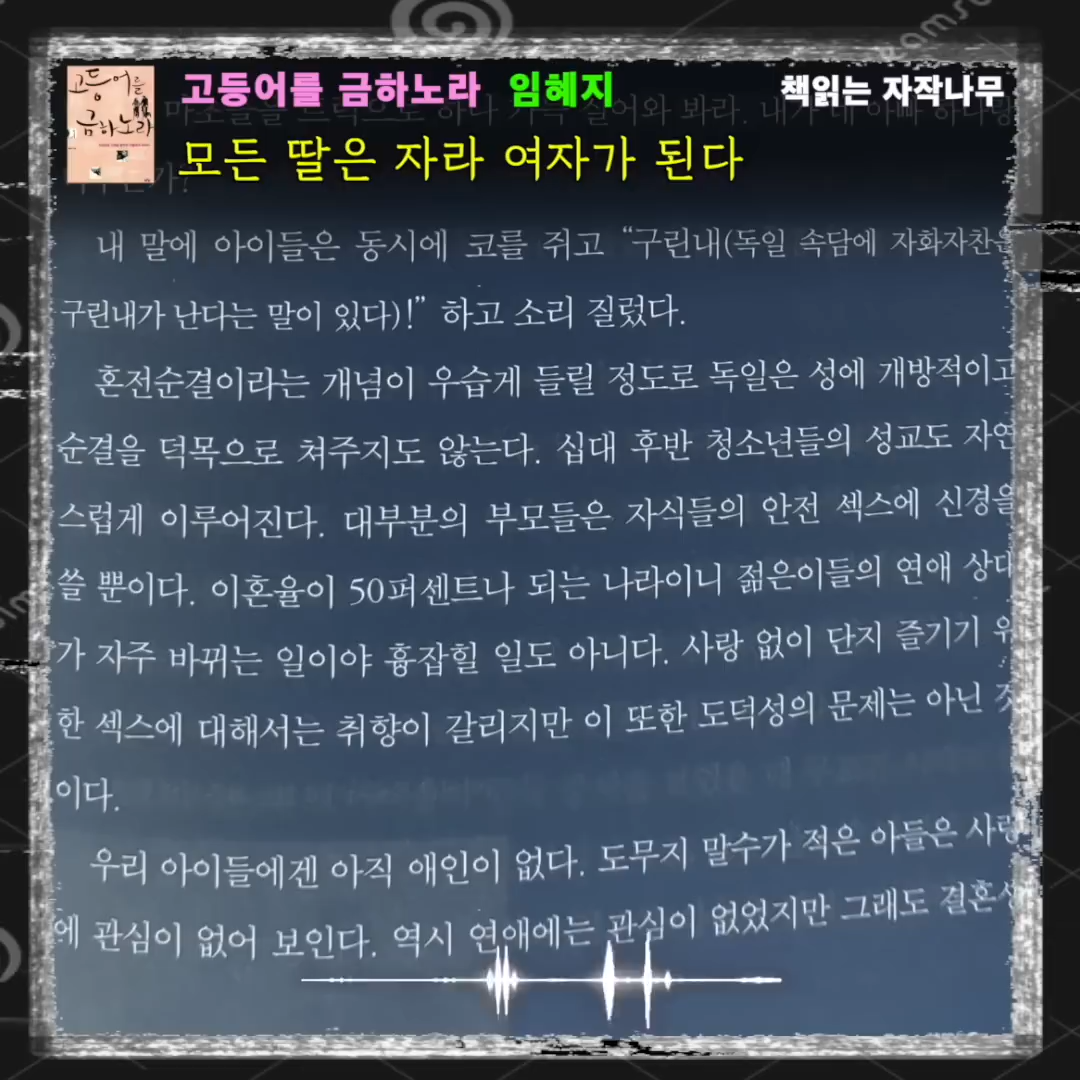 고등어를 금하노라 임혜지
책읽는 자작나무
고등어를
금하노라
모든 딸은 자라 여자가 된다
내 말에 아이들은 동시에 코를 쥐고 “구린내(독일 속담에 자화자찬을
구린내가 난다는 말이 있다)!” 하고 소리 질렀다.
혼전순결이라는 개념이 우습게 들릴 정도로 독일은 성에 개방적이고
순결을 덕목으로 쳐주지도 않는다. 십대 후반 청소년들의 성교도 자연
스럽게 이루어진다. 대부분의 부모들은 자식들의 안전 섹스에 신경을
쓸 뿐이다. 이혼율이 50퍼센트나 되는 나라이니 젊은이들의 연애 상대
가 자주 바뀌는 일이야 흉잡힐 일도 아니다. 사랑 없이 단지 즐기기 위
한 섹스에 대해서는 취향이 갈리지만 이 또한 도덕성의 문제는 아닌 것
이다.
우리 아이들에겐 아직 애인이 없다. 도무지 말수가 적은 아들은 사랑
에 관심이 없어 보인다. 역시 연애에는 관심이 없었지만 그래도 결혼